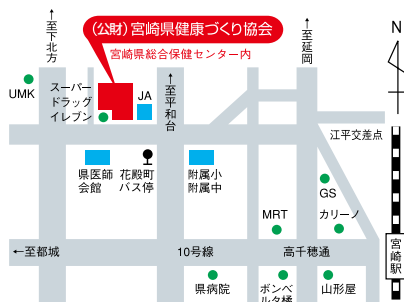 (公財)宮崎県健康づくり協会
宮崎県総合保健センター内
←至下北方
←至延岡
N
UMK
スーパー
ドラッグ
イレブン
JA
←至平和台
江平交差点
県医師
会館
花殿町
バス停
附属小
附属中
GS
MRT
カリーノ
←至都城
10号線
高千穂通
宮崎駅
県病院
ボンベ
ルタ橘
山形屋